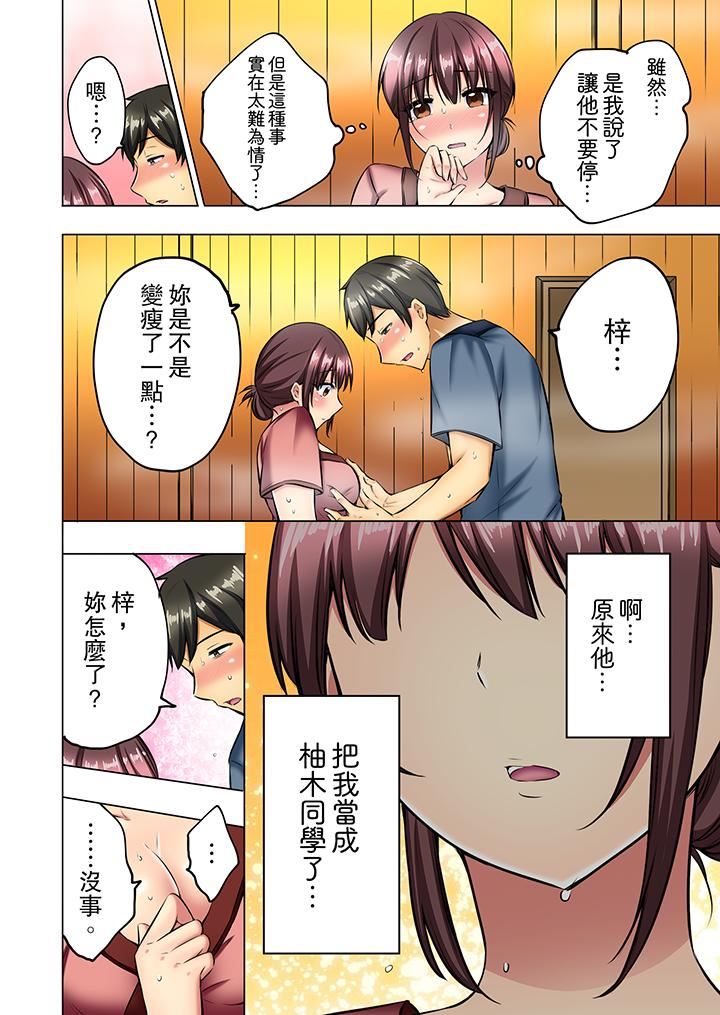 雖然…
是我說了
讓他不要停…
但是這種事
實在太難為情了…
嗯…?
梓…
妳是不是
變瘦了一點…?
啊…
原來他…
把我當成
柚木同學了…
梓，
妳怎麼了?
…
……沒事。